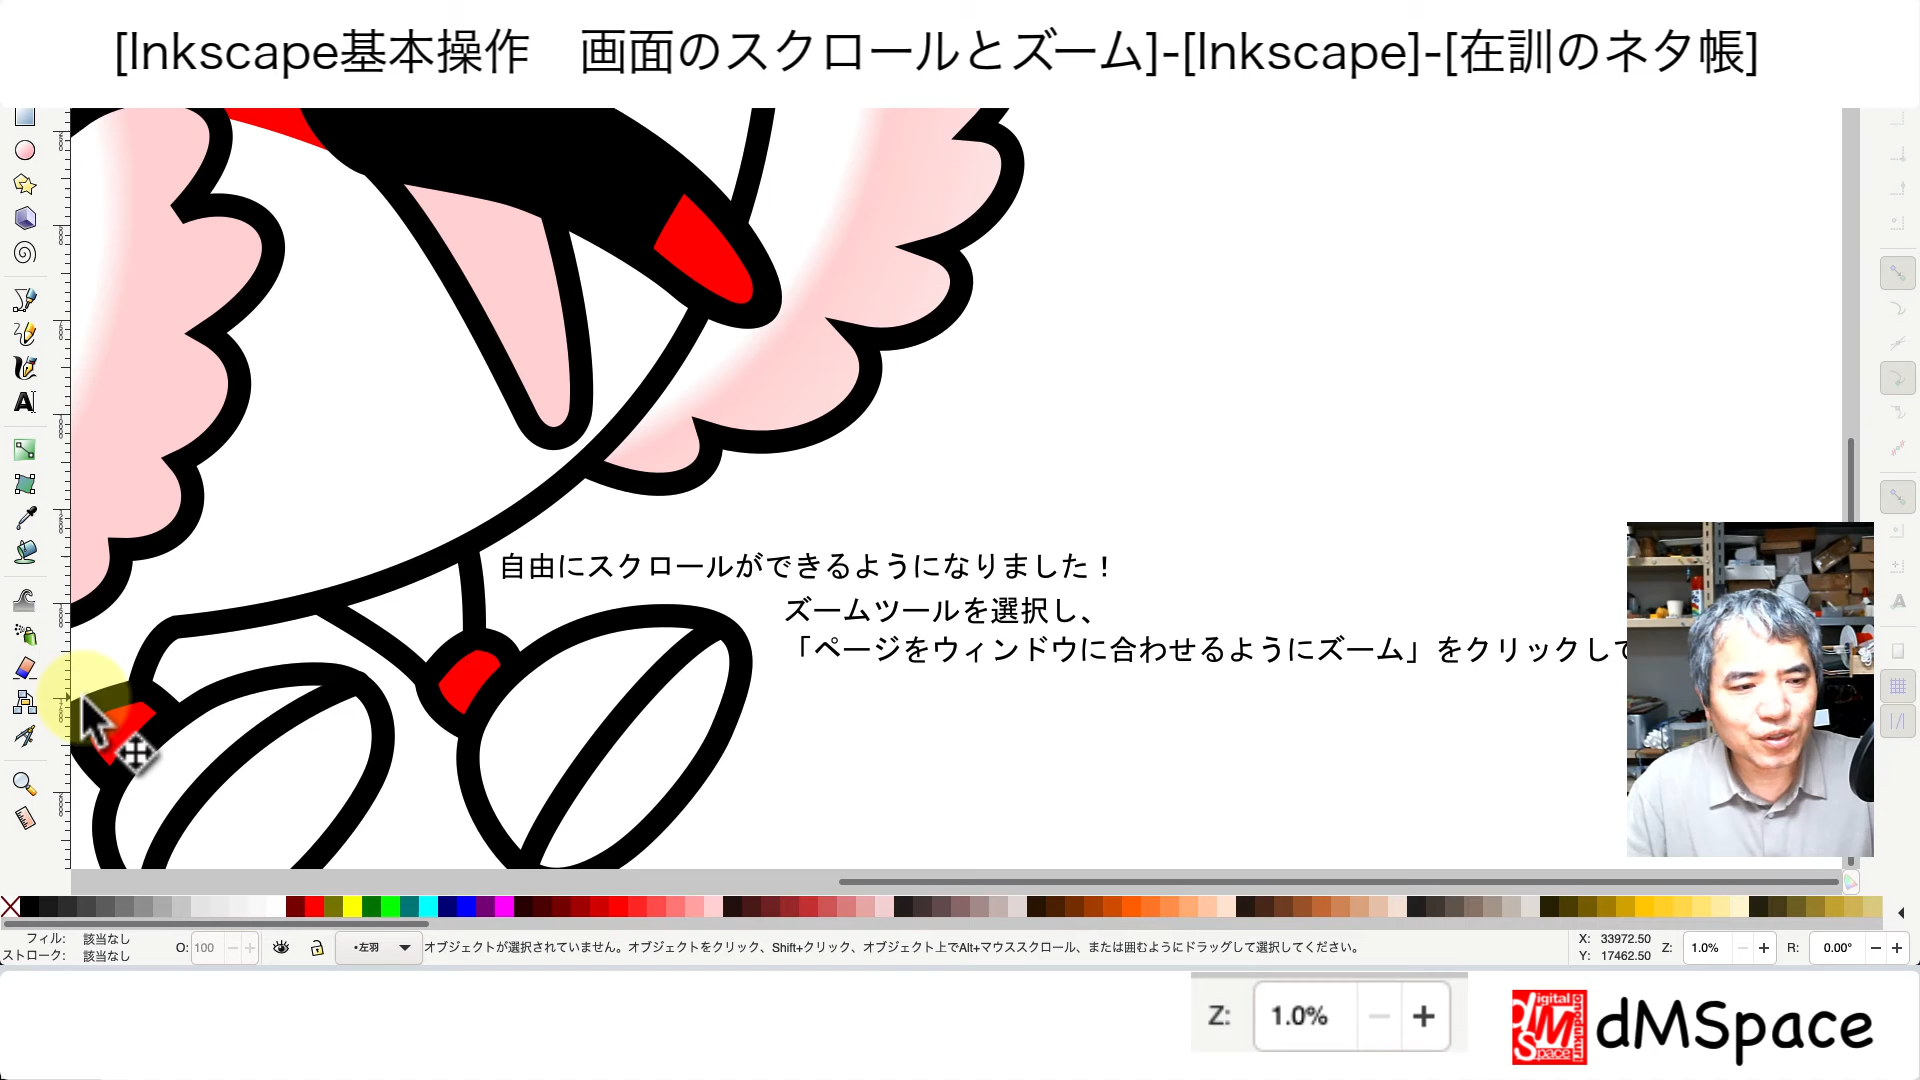 [Inkscape基本操作　画面のスクロールとズーム]-[Inkscape]-[在訓のネタ帳]
自由にスクロールができるようになりました！
ズームツールを選択し、
「ページをウィンドウに合わせるようにズーム」をクリックして
フィル: 該当なし
ストローク: 該当なし
O: 100
•左羽
オブジェクトが選択されていません。オブジェクトをクリック、Shift+クリック、オブジェクト上でAlt+マウススクロール、または囲むようにドラッグして選択してください。
X: 33972.50
Y: 17462.50
Z: 1.0%
R: 0.00°
Z: 1.0%
dMSpace